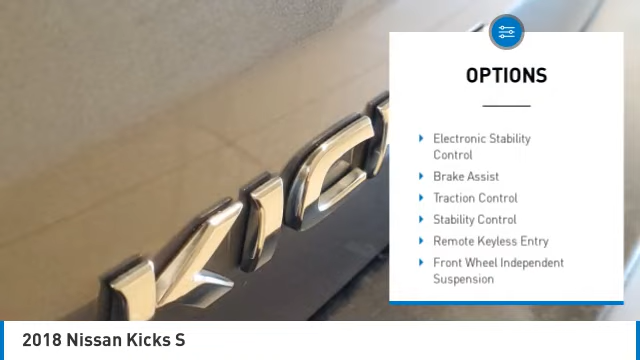 OPTIONS
Electronic Stability
Control
Brake Assist
Traction Control
Stability Control
Remote Keyless Entry
Front Wheel Independent
Suspension
KIC
2018 Nissan Kicks S